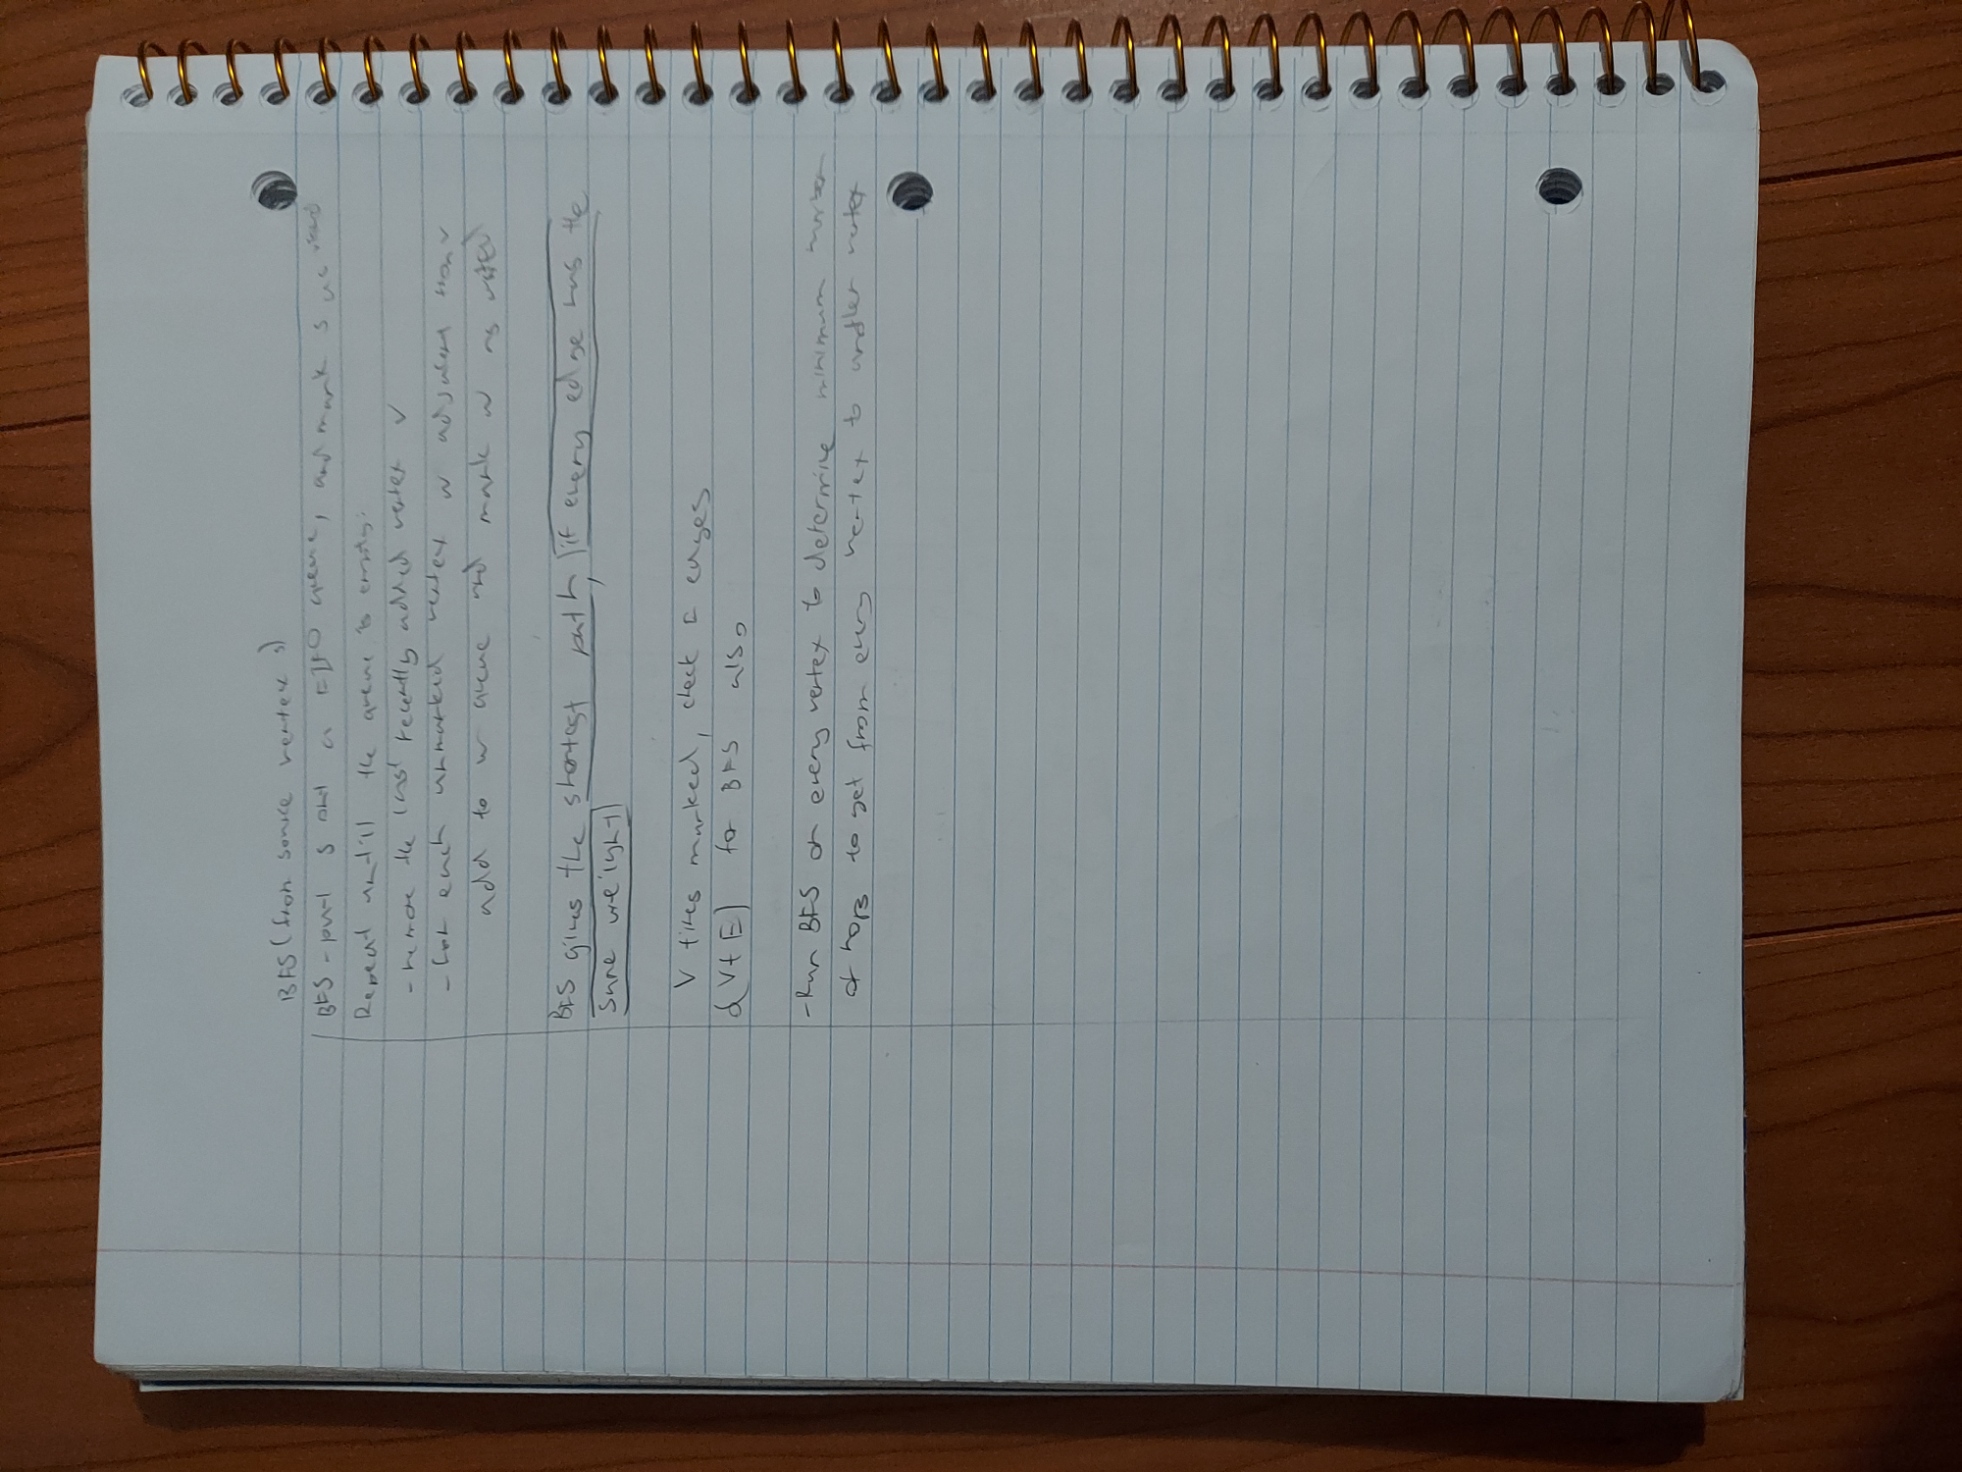 BFS (from source vertex s)
BFS - put s onto a FIFO queue, and mark s as visited
Repeat until the queue is empty:
- remove the least recently added vertex v
- for each unmarked vertex w adjacent from v
add to w queue and mark w as visited
BFS gives the shortest path, if every edge has the
same weight
V times marked, check E edges
O(V+E) for BFS also
- Run BFS on every vertex to determine minimum number
of hops to get from every vertex to another vertex